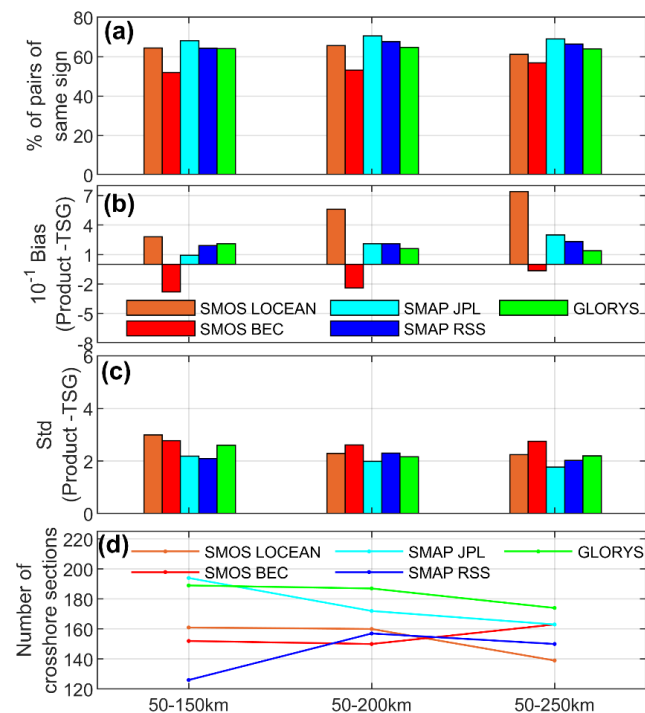 (a)
% of pairs of
same sign
80
60
40
20
0
(b)
10-1 Bias
(Product -TSG)
7
4
1
-2
-5
-8
SMOS LOCEAN
SMAP JPL
GLORYS
SMOS BEC
SMAP RSS
(c)
Std
(Product -TSG)
6
4
2
0
(d)
Number of
crosshore sections
220
200
180
160
140
120
SMOS LOCEAN
SMAP JPL
GLORYS
SMOS BEC
SMAP RSS
50-150km
50-200km
50-250km